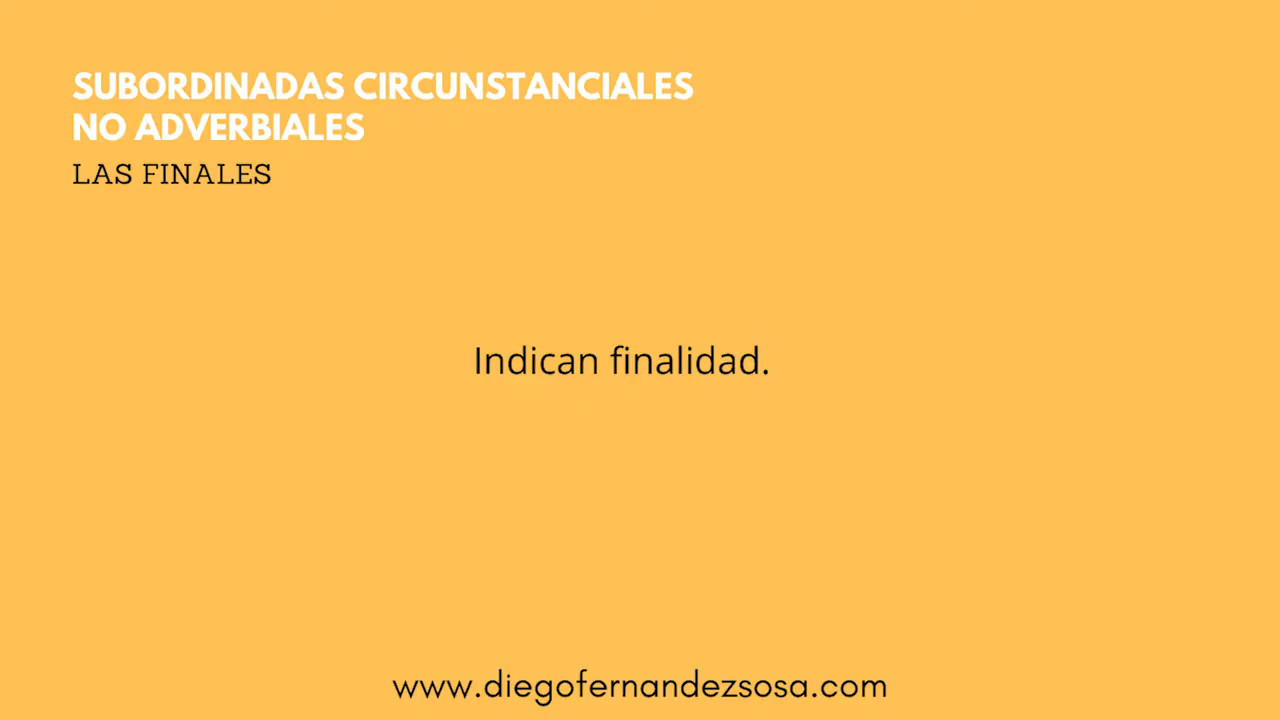 SUBORDINADAS CIRCUNSTANCIALES
NO ADVERBIALES
LAS FINALES
Indican finalidad.
www.diegofernandezsosa.com